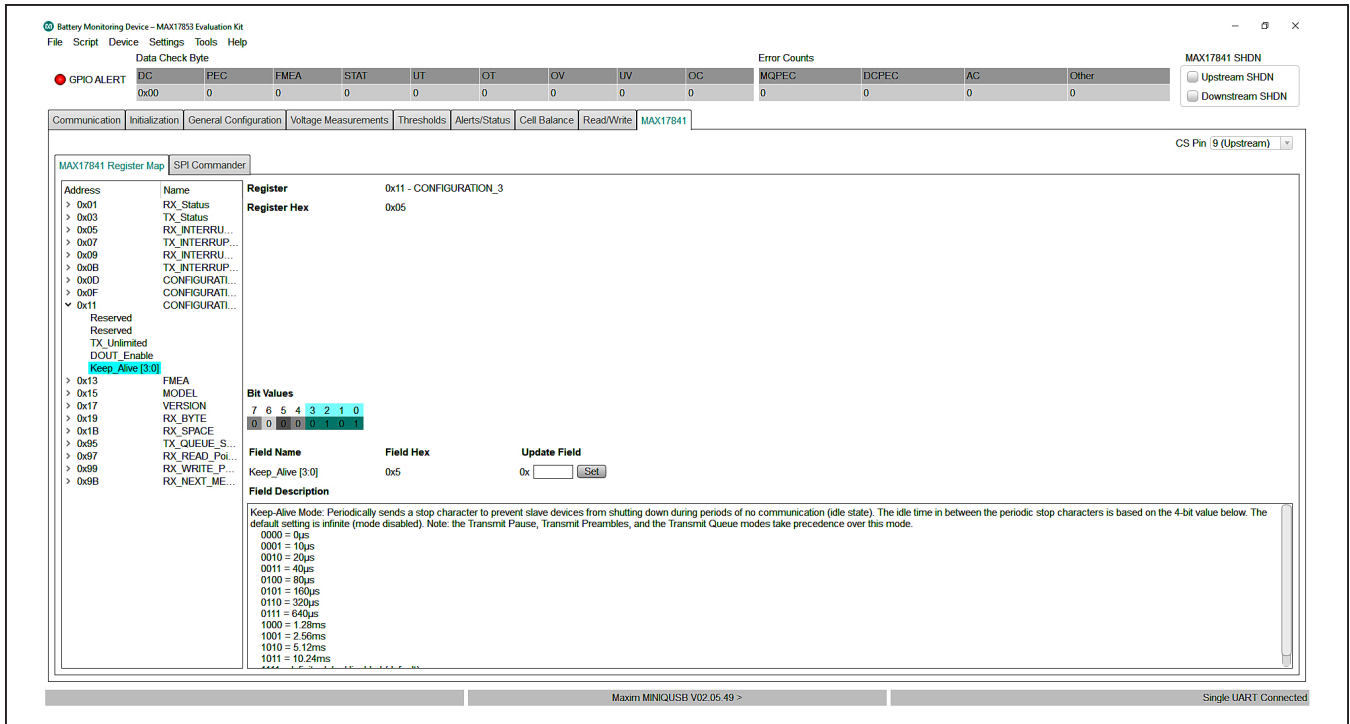 Battery Monitoring Device – MAX17853 Evaluation Kit
File Script Device Settings Tools Help
Data Check Byte Error Counts MAX17841 SHDN
GPIO ALERT DC PEC FMEA STAT UT OT OV UV OC MQPEC DCPEC AC Other Upstream SHDN
0x00 0 0 0 0 0 0 0 0 0 0 0 0 Downstream SHDN
Communication Initialization General Configuration Voltage Measurements Thresholds Alerts/Status Cell Balance Read/Write MAX17841
CS Pin 9 (Upstream)
MAX17841 Register Map SPI Commander
Address Name
> 0x01 RX_Status
> 0x03 TX_Status
> 0x05 RX_INTERRU...
> 0x07 TX_INTERRUP...
> 0x09 RX_INTERRU...
> 0x0B TX_INTERRUP...
> 0x0D CONFIGURATI...
> 0x0F CONFIGURATI...
0x11 CONFIGURATI...
Reserved
Reserved
TX_Unlimited
DOUT_Enable
Keep_Alive [3:0]
> 0x13 FMEA
> 0x15 MODEL
> 0x17 VERSION
> 0x19 RX_BYTE
> 0x1B RX_SPACE
> 0x95 TX_QUEUE_S...
> 0x97 RX_READ_Poi...
> 0x99 RX_WRITE_P...
> 0x9B RX_NEXT_ME...
Register 0x11 - CONFIGURATION_3
Register Hex 0x05
Bit Values
7 6 5 4 3 2 1 0
0 0 0 0 0 1 0 1
Field Name Field Hex Update Field
Keep_Alive [3:0] 0x5 0x Set
Field Description
Keep-Alive Mode: Periodically sends a stop character to prevent slave devices from shutting down during periods of no communication (idle state). The idle time in between the periodic stop characters is based on the 4-bit value below. The
default setting is infinite (mode disabled). Note: the Transmit Pause, Transmit Preambles, and the Transmit Queue modes take precedence over this mode.
0000 = 0µs
0001 = 10µs
0010 = 20µs
0011 = 40µs
0100 = 80µs
0101 = 160µs
0110 = 320µs
0111 = 640µs
1000 = 1.28ms
1001 = 2.56ms
1010 = 5.12ms
1011 = 10.24ms
Maxim MINIQUSB V02.05.49 > Single UART Connected